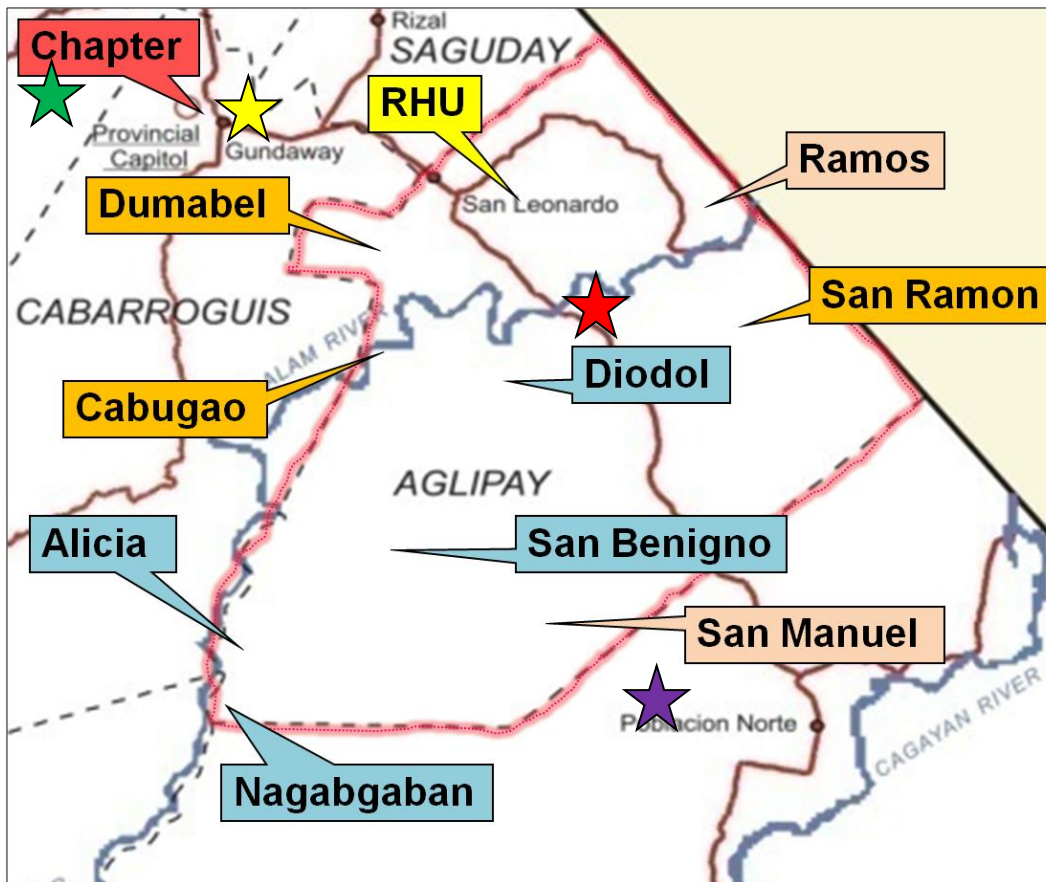 Rizal
Chapter
SAGUDAY
RHU
Provincial
Capitol
Gundaway
Ramos
Dumabel
San Leonardo
San Ramon
CABARROGUIS
ALAM RIVER
Diodol
Cabugao
AGLIPAY
Alicia
San Benigno
San Manuel
CAGAYAN RIVER
Poblacion Norte
Nagabgaban